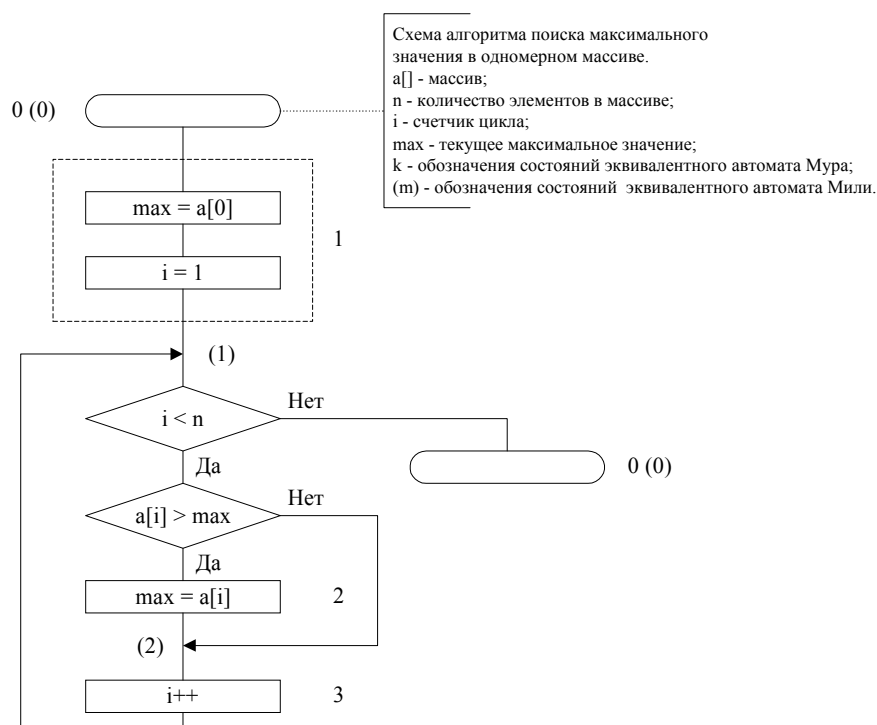 Схема алгоритма поиска максимального
значения в одномерном массиве.
a[] - массив;
n - количество элементов в массиве;
i - счетчик цикла;
max - текущее максимальное значение;
k - обозначения состояний эквивалентного автомата Мура;
(m) - обозначения состояний эквивалентного автомата Мили.
0 (0)
max = a[0]
1
i = 1
(1)
i < n
Нет
Да
0 (0)
a[i] > max
Нет
Да
max = a[i]
2
(2)
i++
3